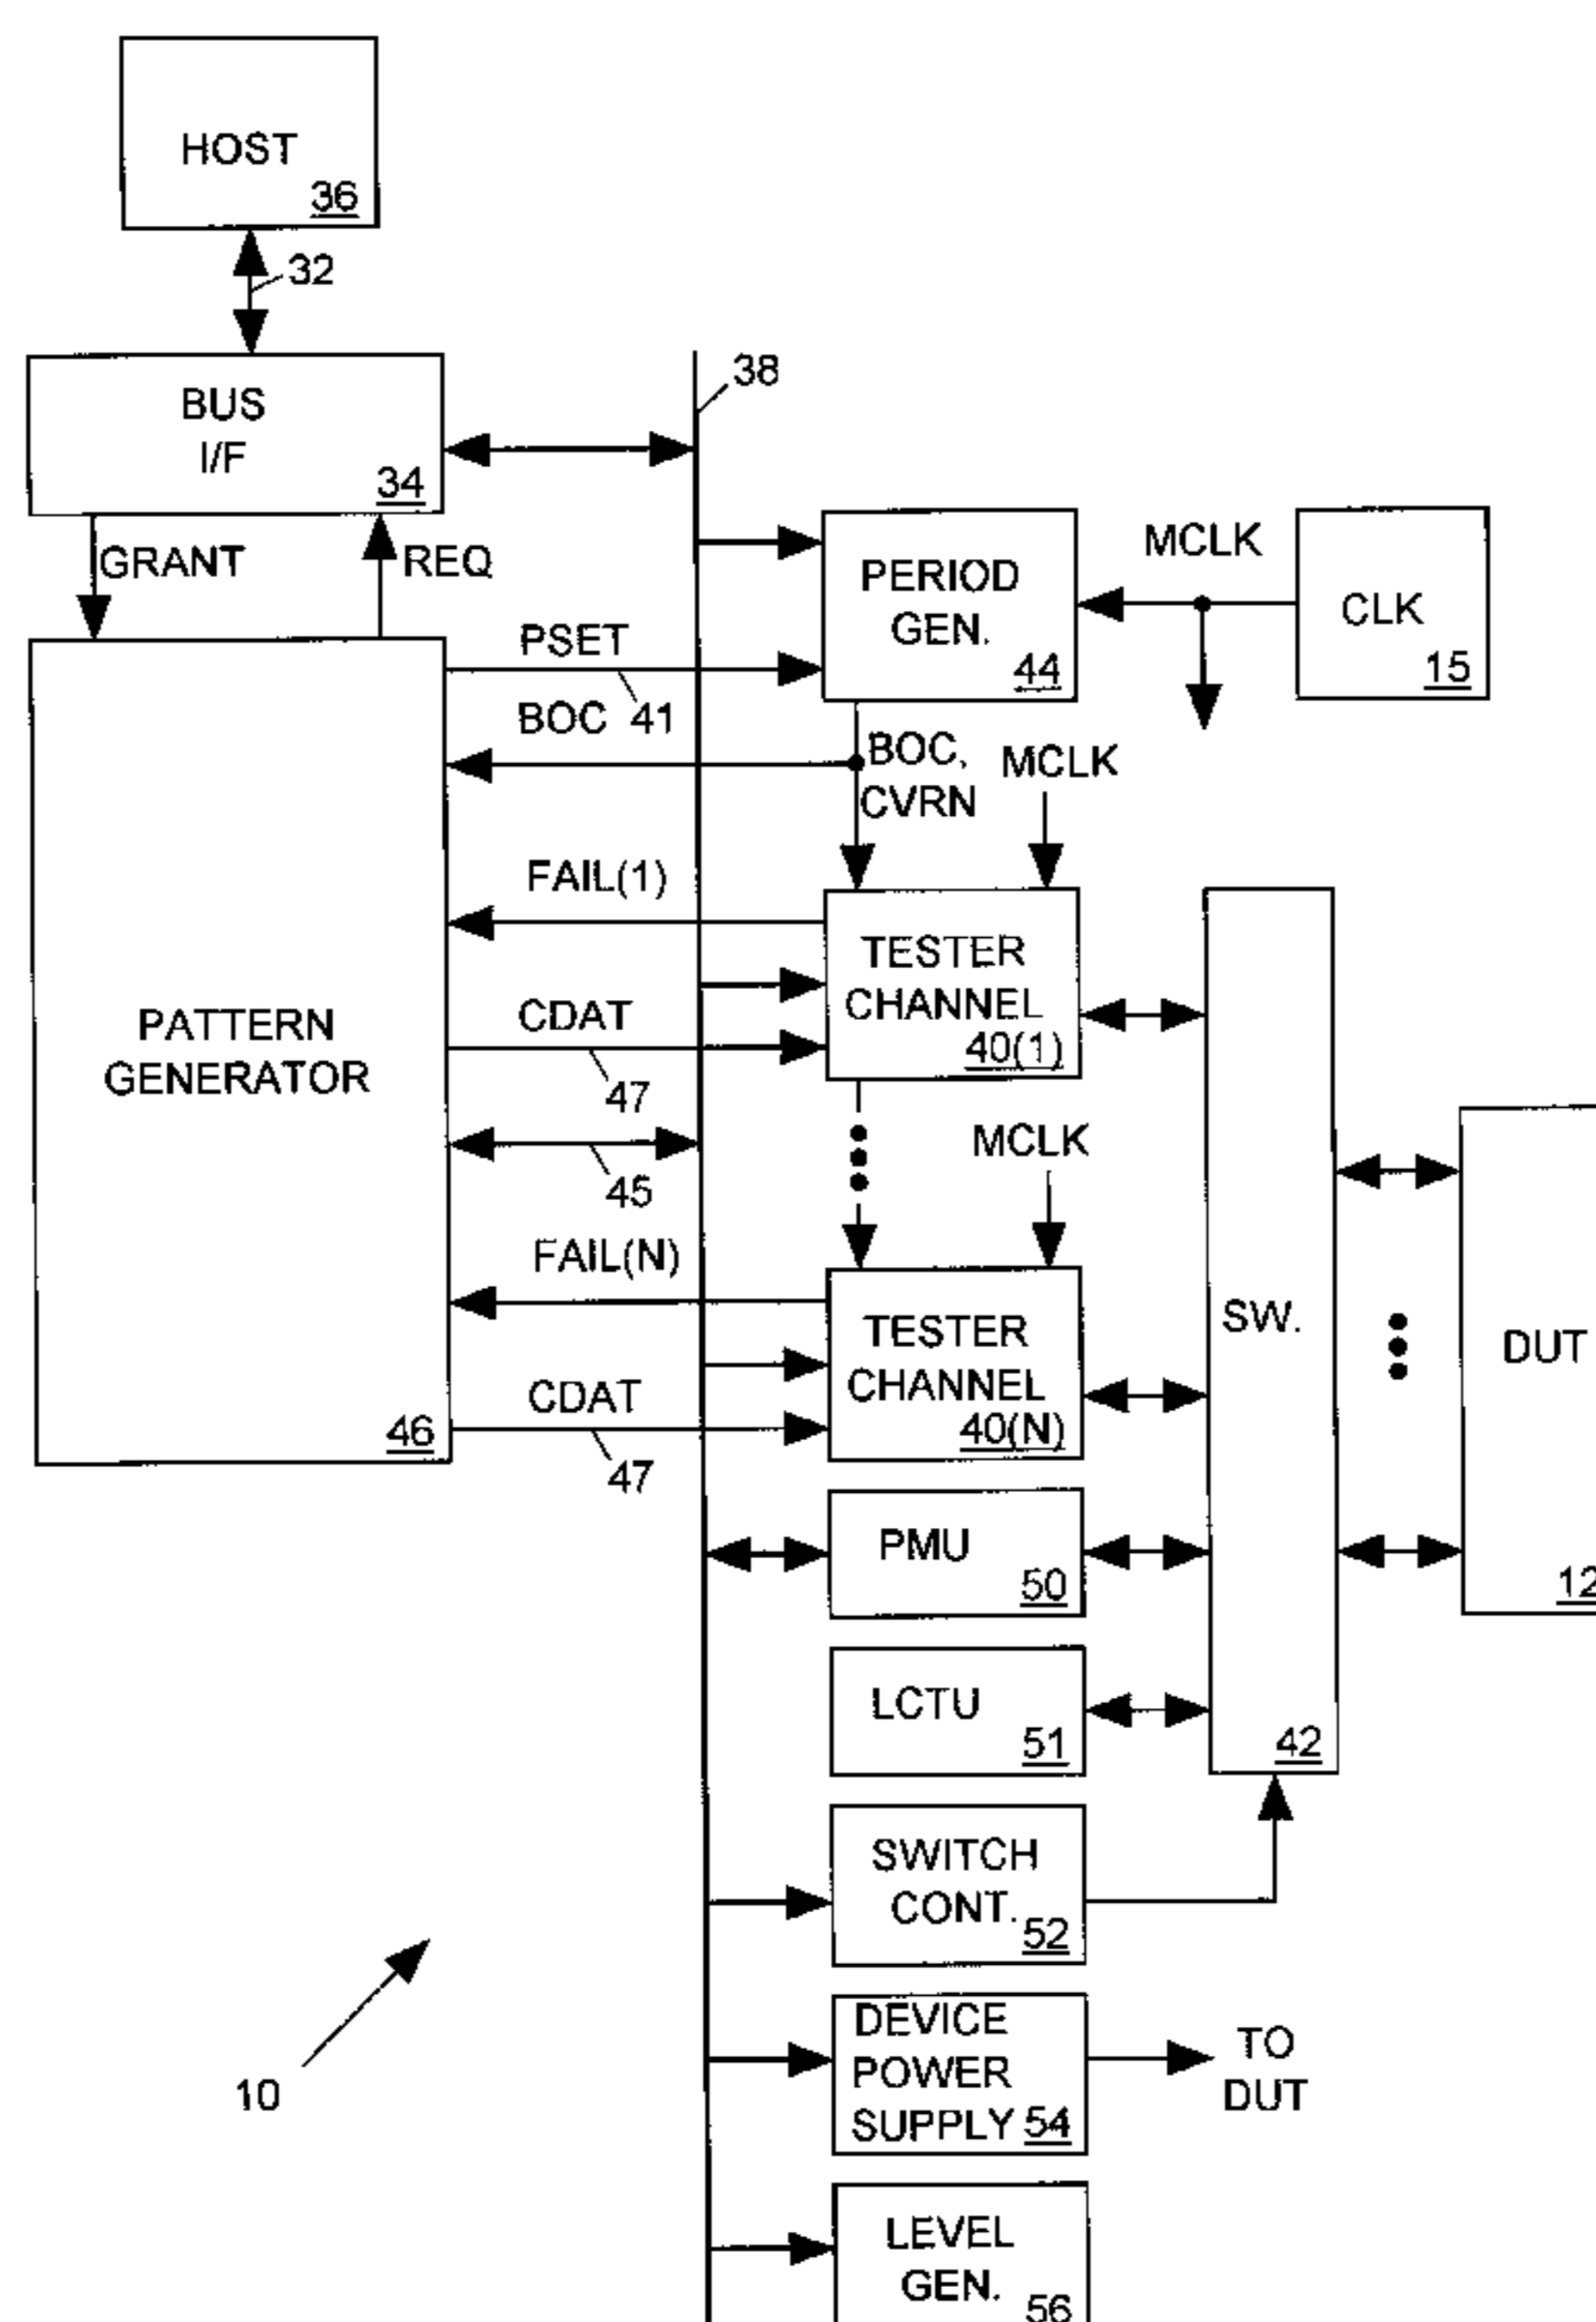 HOST
36
32
BUS
I/F
34
38
GRANT
REQ
PERIOD
GEN.
44
MCLK
CLK
15
PSET
41
BOC
BOC,
CVRN
MCLK
FAIL(1)
TESTER
CHANNEL
40(1)
CDAT
47
PATTERN
GENERATOR
46
45
MCLK
FAIL(N)
TESTER
CHANNEL
40(N)
CDAT
47
SW.
42
DUT
12
PMU
50
LCTU
51
SWITCH
CONT.
52
DEVICE
POWER
SUPPLY 54
TO
DUT
10
LEVEL
GEN.
56